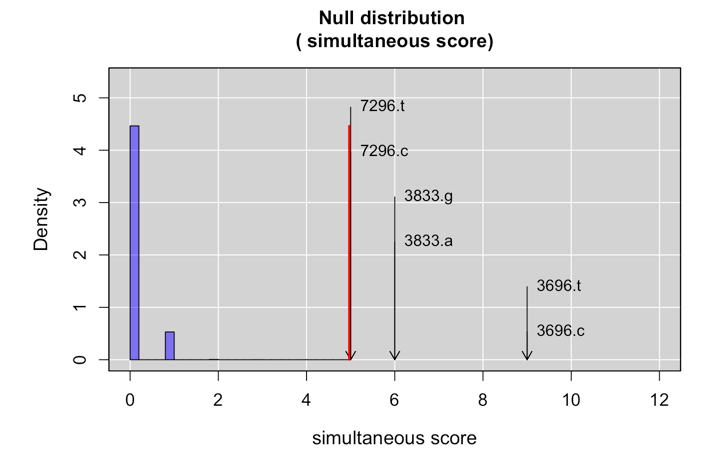 Null distribution
( simultaneous score)
Density
5
4
3
2
1
0
7296.t
7296.c
3833.g
3833.a
3696.t
3696.c
0 2 4 6 8 10 12
simultaneous score